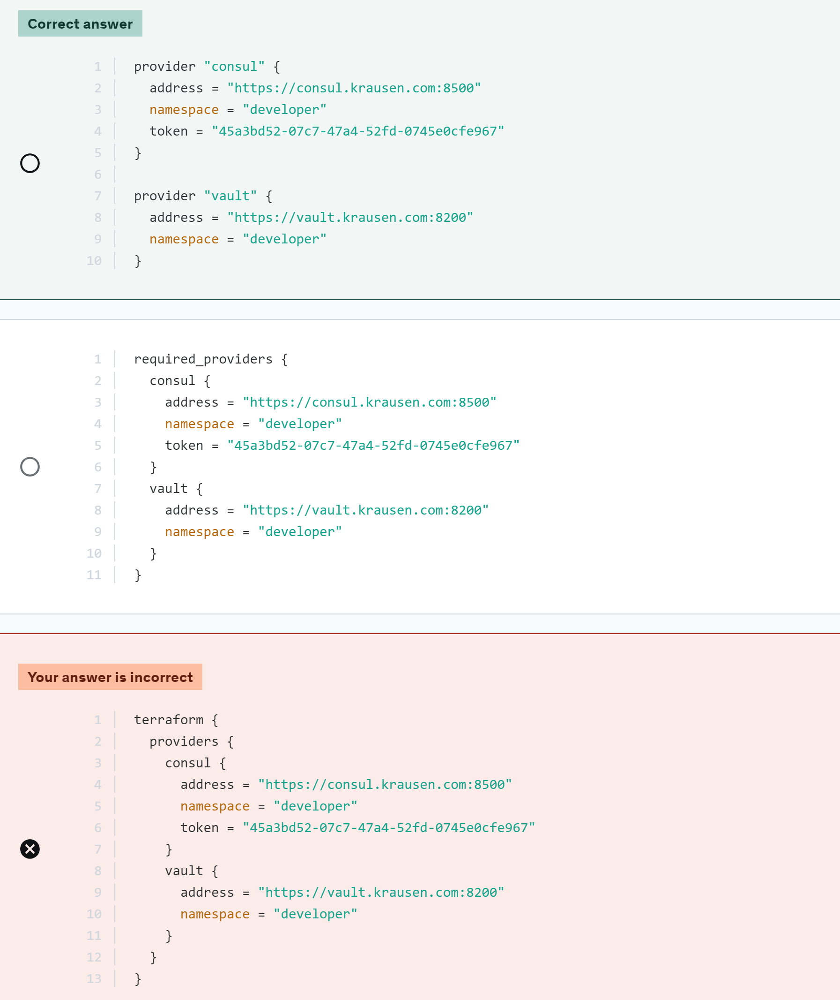 Correct answer
1 provider "consul" {
2 address = "https://consul.krausen.com:8500"
3 namespace = "developer"
4 token = "45a3bd52-07c7-47a4-52fd-0745e0cfe967"
5 }
6
7 provider "vault" {
8 address = "https://vault.krausen.com:8200"
9 namespace = "developer"
10 }
1 required_providers {
2 consul {
3 address = "https://consul.krausen.com:8500"
4 namespace = "developer"
5 token = "45a3bd52-07c7-47a4-52fd-0745e0cfe967"
6 }
7 vault {
8 address = "https://vault.krausen.com:8200"
9 namespace = "developer"
10 }
11 }
Your answer is incorrect
1 terraform {
2 providers {
3 consul {
4 address = "https://consul.krausen.com:8500"
5 namespace = "developer"
6 token = "45a3bd52-07c7-47a4-52fd-0745e0cfe967"
7 }
8 vault {
9 address = "https://vault.krausen.com:8200"
10 namespace = "developer"
11 }
12 }
13 }